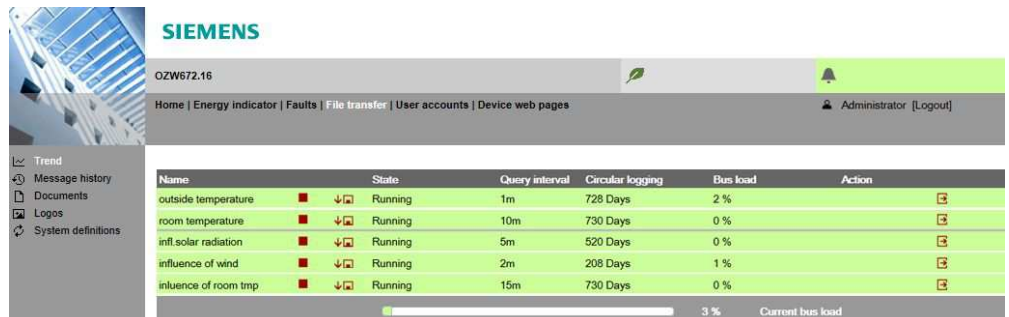 SIEMENS
OZW672.16
Home | Energy indicator | Faults | File transfer | User accounts | Device web pages
Administrator [Logout]
Trend
Message history
Documents
Logos
System definitions
Name State Query interval Circular logging Bus load Action
outside temperature Running 1m 728 Days 2 %
room temperature Running 10m 730 Days 0 %
infl.solar radiation Running 5m 520 Days 0 %
influence of wind Running 2m 208 Days 1 %
inluence of room tmp Running 15m 730 Days 0 %
3 % Current bus load